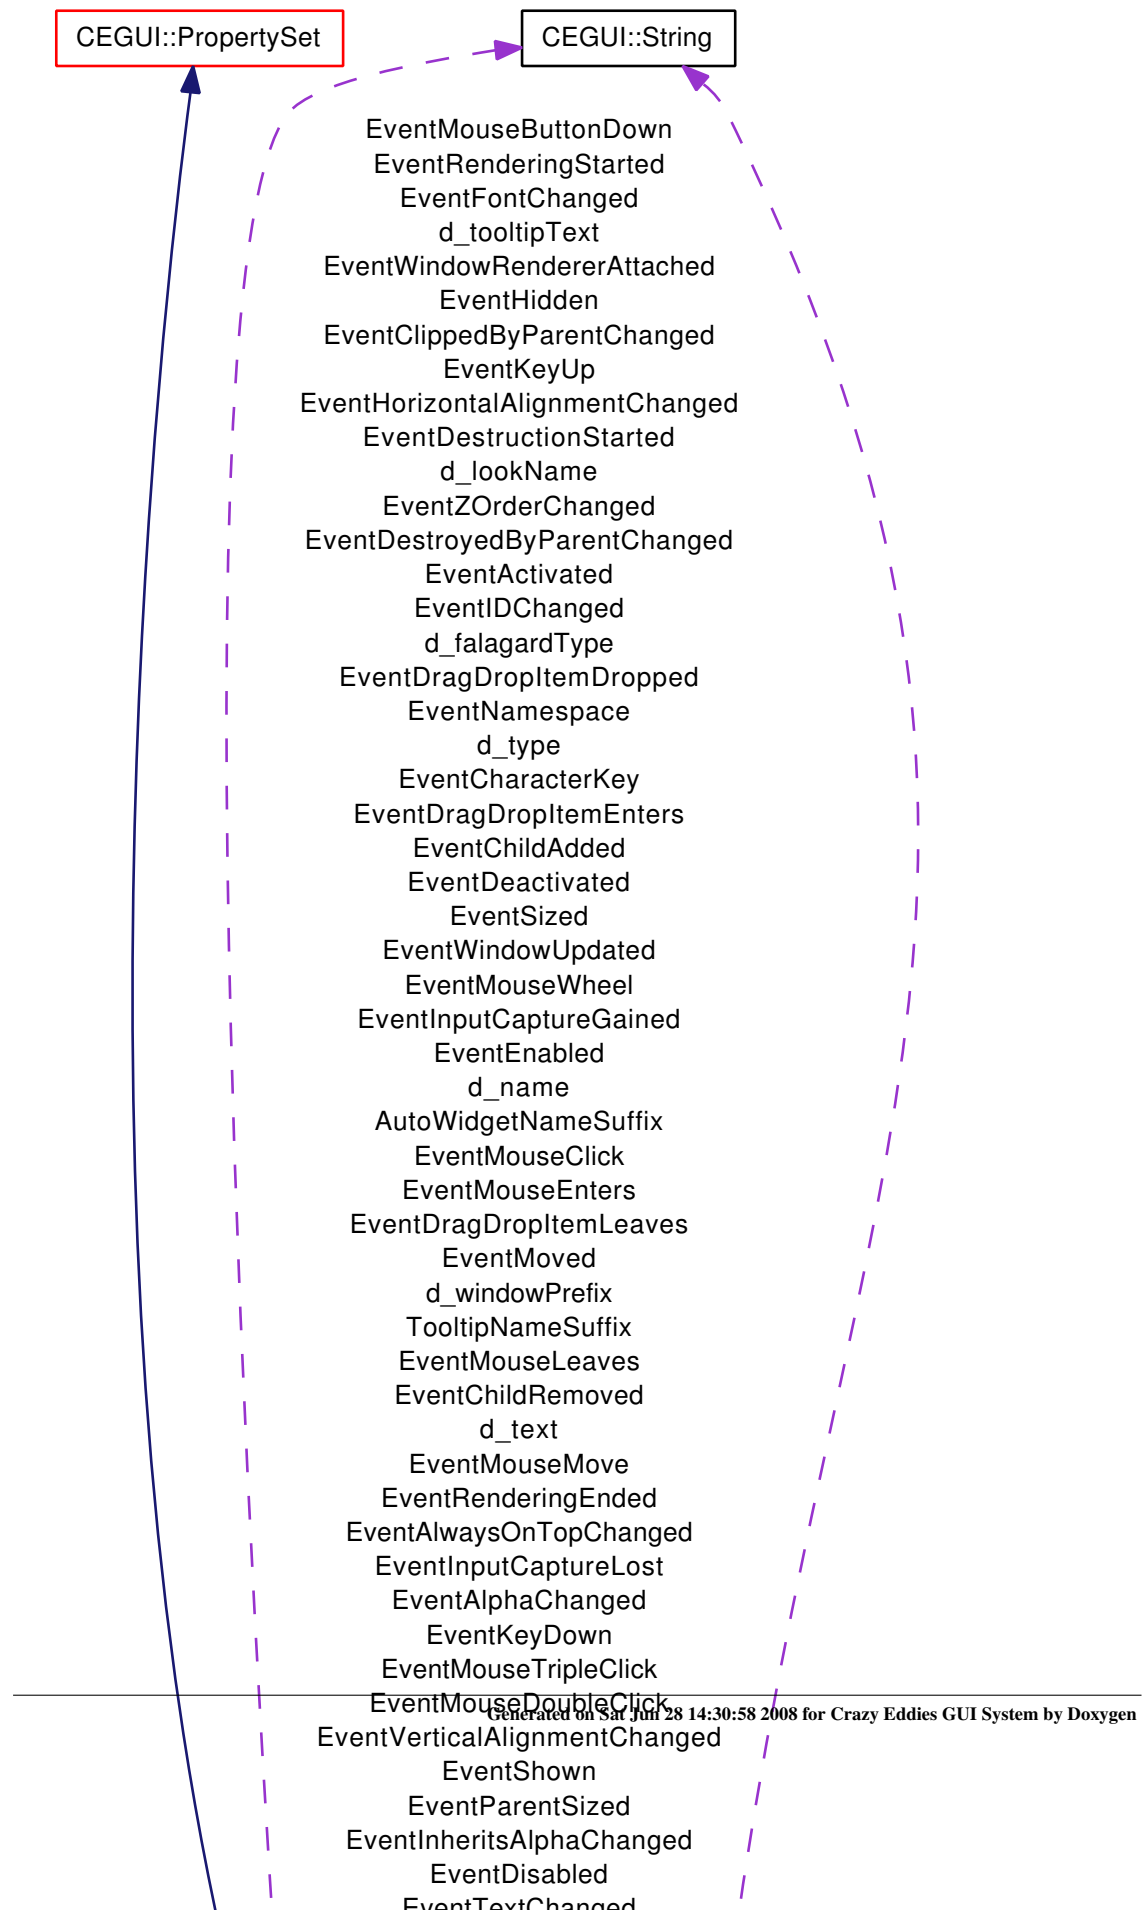 CEGUI::PropertySet
CEGUI::String
EventMouseButtonDown
EventRenderingStarted
EventFontChanged
d_tooltipText
EventWindowRendererAttached
EventHidden
EventClippedByParentChanged
EventKeyUp
EventHorizontalAlignmentChanged
EventDestructionStarted
d_lookName
EventZOrderChanged
EventDestroyedByParentChanged
EventActivated
EventIDChanged
d_falagardType
EventDragDropItemDropped
EventNamespace
d_type
EventCharacterKey
EventDragDropItemEnters
EventChildAdded
EventDeactivated
EventSized
EventWindowUpdated
EventMouseWheel
EventInputCaptureGained
EventEnabled
d_name
AutoWidgetNameSuffix
EventMouseClick
EventMouseEnters
EventDragDropItemLeaves
EventMoved
d_windowPrefix
TooltipNameSuffix
EventMouseLeaves
EventChildRemoved
d_text
EventMouseMove
EventRenderingEnded
EventAlwaysOnTopChanged
EventInputCaptureLost
EventAlphaChanged
EventKeyDown
EventMouseTripleClick
EventMouseDoubleClick
Generated on Sat Jun 28 14:30:58 2008 for Crazy Eddies GUI System by Doxygen
EventVerticalAlignmentChanged
EventShown
EventParentSized
EventInheritsAlphaChanged
EventDisabled
EventTextChanged